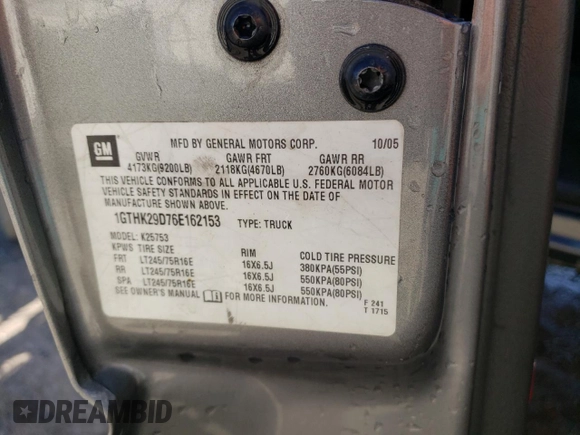 GM
MFD BY GENERAL MOTORS CORP. 10/05
GVWR GAWR FRT GAWR RR
4173KG(9200LB) 2118KG(4670LB) 2760KG(6084LB)
THIS VEHICLE CONFORMS TO ALL APPLICABLE U.S. FEDERAL MOTOR
VEHICLE SAFETY STANDARDS IN EFFECT ON THE DATE OF
MANUFACTURE SHOWN ABOVE.
1GTHK29D76E162153 TYPE: TRUCK
MODEL: K25753
KPWS TIRE SIZE RIM COLD TIRE PRESSURE
FRT LT245/75R16E 16X6.5J 380KPA(55PSI)
RR LT245/75R16E 16X6.5J 550KPA(80PSI)
SPA LT245/75R16E 16X6.5J 550KPA(80PSI)
SEE OWNER'S MANUAL FOR MORE INFORMATION.
F 241
T 1715
DREAMBID